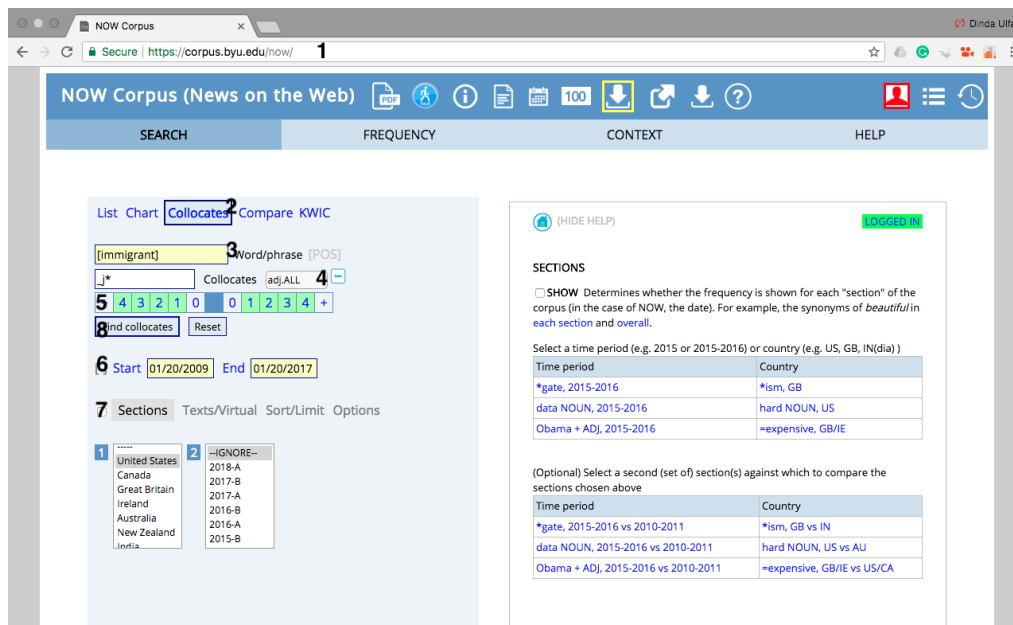 NOW Corpus ×
Dinda Ulfa
Secure | https://corpus.byu.edu/now/ 1
NOW Corpus (News on the Web) PDF 100
SEARCH FREQUENCY CONTEXT HELP
List Chart Collocates 2 Compare KWIC
[immigrant] 3 Word/phrase [POS]
_j* Collocates adj.ALL 4 −
5 4 3 2 1 0 0 1 2 3 4 +
8 ind collocates Reset
6 Start 01/20/2009 End 01/20/2017
7 Sections Texts/Virtual Sort/Limit Options
1 ----- 2 --IGNORE--
United States 2018-A
Canada 2017-B
Great Britain 2017-A
Ireland 2016-B
Australia 2016-A
New Zealand 2015-B
India
(HIDE HELP) LOGGED IN
SECTIONS
SHOW Determines whether the frequency is shown for each "section" of the
corpus (in the case of NOW, the date). For example, the synonyms of beautiful in
each section and overall.
Select a time period (e.g. 2015 or 2015-2016) or country (e.g. US, GB, IN(dia) )
Time period Country
*gate, 2015-2016 *ism, GB
data NOUN, 2015-2016 hard NOUN, US
Obama + ADJ, 2015-2016 =expensive, GB/IE
(Optional) Select a second (set of) section(s) against which to compare the
sections chosen above
Time period Country
*gate, 2015-2016 vs 2010-2011 *ism, GB vs IN
data NOUN, 2015-2016 vs 2010-2011 hard NOUN, US vs AU
Obama + ADJ, 2015-2016 vs 2010-2011 =expensive, GB/IE vs US/CA